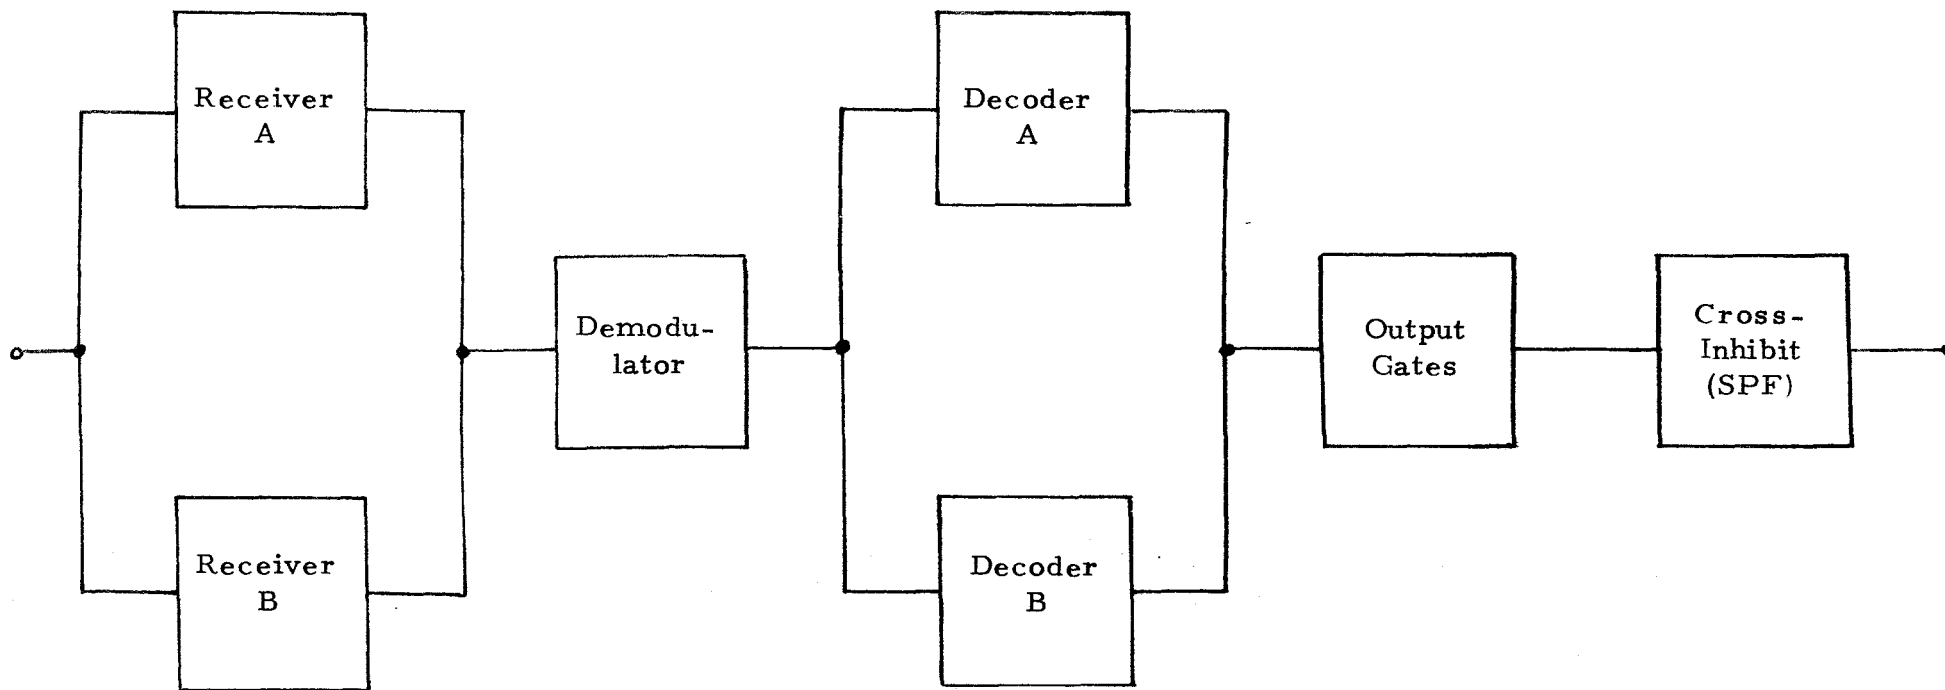 Receiver
A
Decoder
A
Demodu-
lator
Output
Gates
Cross-
Inhibit
(SPF)
Receiver
B
Decoder
B